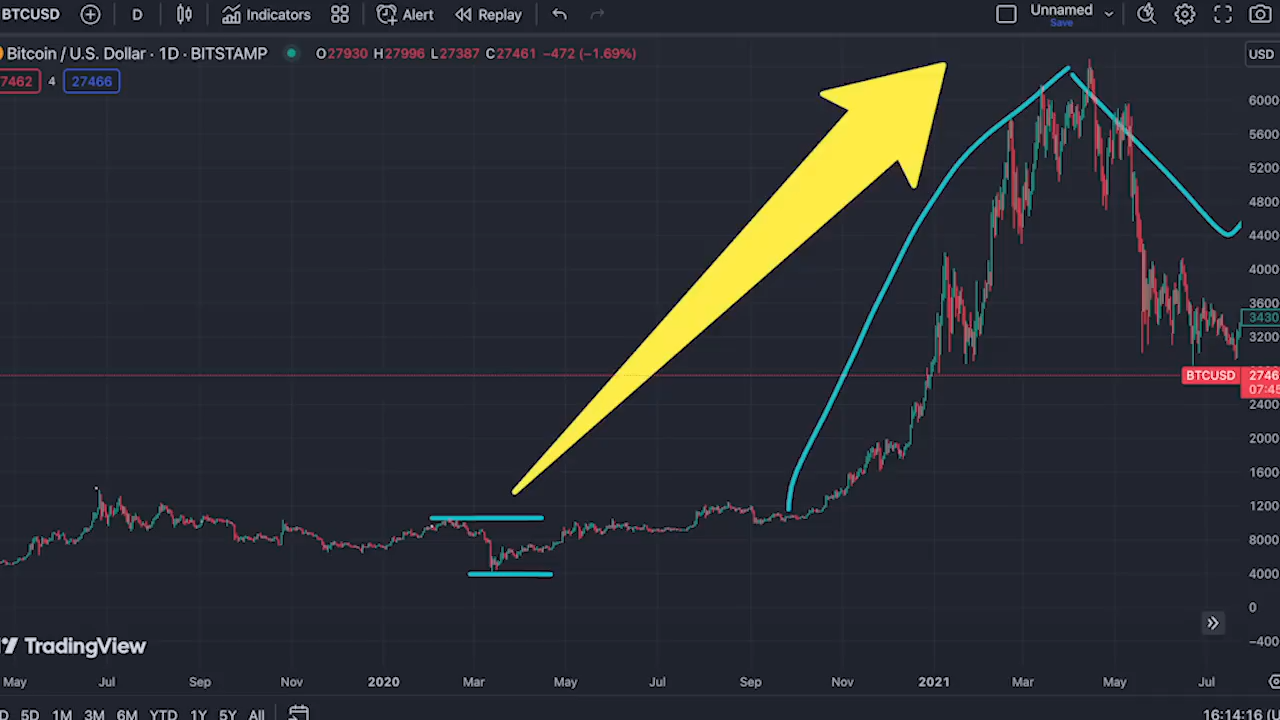 BTCUSD D Indicators Alert Replay Unnamed
Save
Bitcoin / U.S. Dollar · 1D · BITSTAMP O27930 H27996 L27387 C27461 −472 (−1.69%) USD
7462 4 27466
6000
5600
5200
4800
4400
4000
3600
3430
3200
BTCUSD 2746
07:45
2400
2000
1600
1200
8000
4000
0
−400
TradingView
May Jul Sep Nov 2020 Mar May Jul Sep Nov 2021 Mar May Jul
D 5D 1M 3M 6M YTD 1Y 5Y All 16:14:16 (U